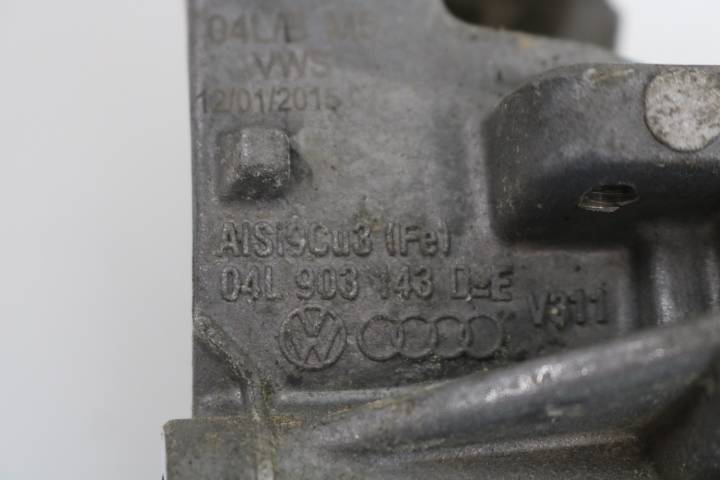 VWS
12/01/2015
AlSi9Cu3 (Fe)
04L 903 143 D-E
V311